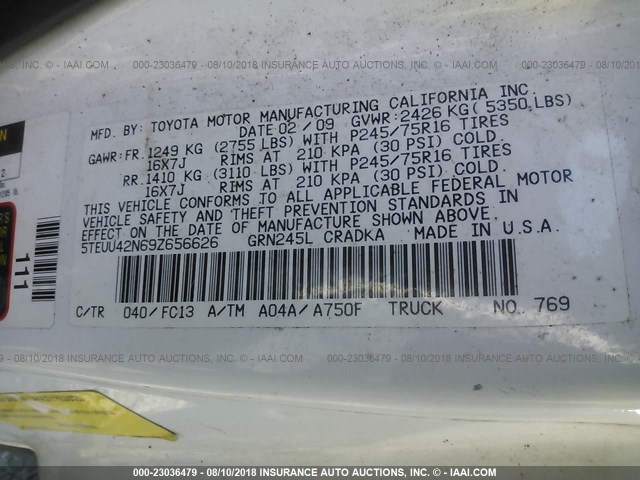 000-23036479 - 08/10/2018 INSURANCE AUTO AUCTIONS, INC. - IAAI.COM
MFD. BY: TOYOTA MOTOR MANUFACTURING CALIFORNIA INC.
DATE: 02 / 09 GVWR: 2426 KG( 5350 LBS)
GAWR: FR. 1249 KG (2755 LBS) WITH P245/75R16 TIRES
16X7J RIMS AT 210 KPA (30 PSI) COLD.
RR. 1410 KG (3110 LBS) WITH P245/75R16 TIRES
16X7J RIMS AT 210 KPA (30 PSI) COLD.
THIS VEHICLE CONFORMS TO ALL APPLICABLE FEDERAL MOTOR
VEHICLE SAFETY AND THEFT PREVENTION STANDARDS IN
EFFECT ON THE DATE OF MANUFACTURE SHOWN ABOVE.
5TEUU42N69Z656626 GRN245L CRADKA MADE IN U.S.A.
111
C/TR 040/FC13 A/TM A04A/A750F TRUCK NO. 769
000-23036479 - 08/10/2018 INSURANCE AUTO AUCTIONS, INC. - IAAI.COM
000-23036479 - 08/10/2018 INSURANCE AUTO AUCTIONS, INC. - IAAI.COM